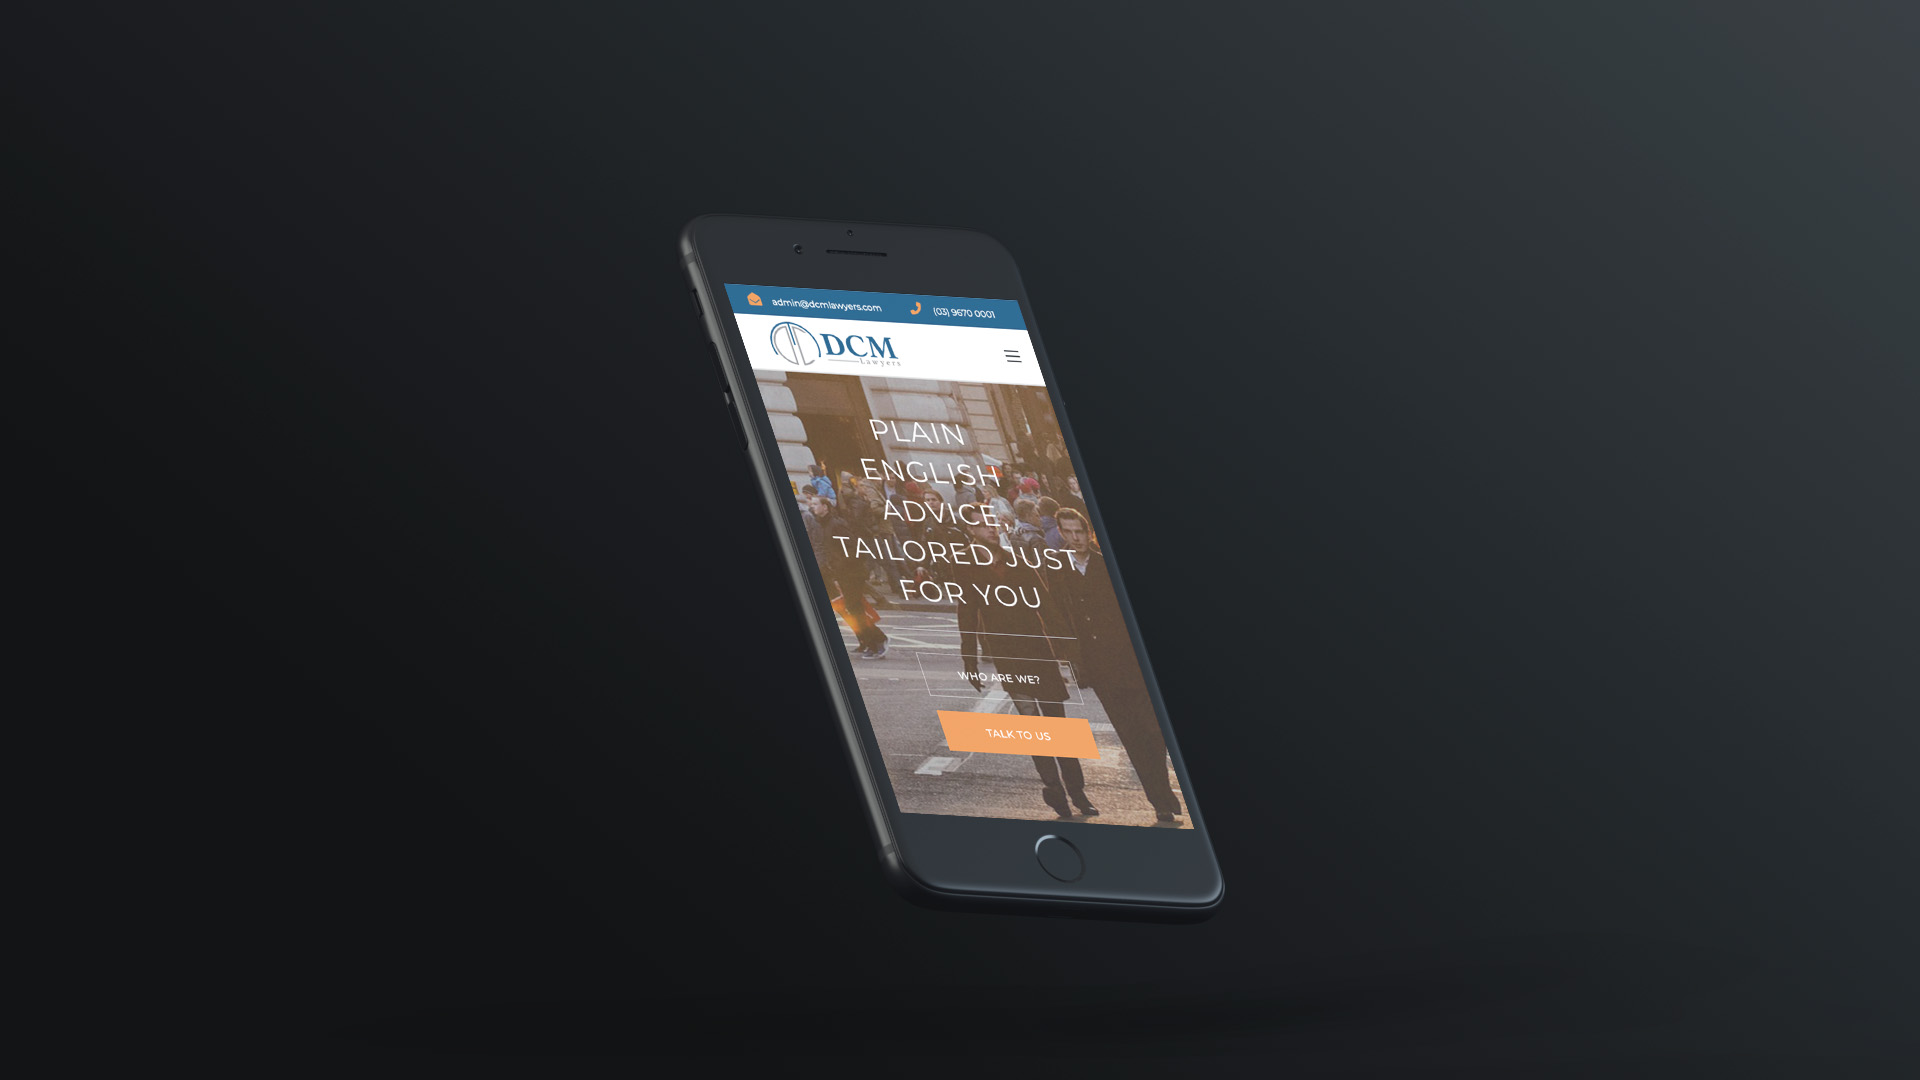 admin@dcmlawyers.com (03) 9670 0001
DCM
Lawyers
PLAIN
ENGLISH
ADVICE,
TAILORED JUST
FOR YOU
WHO ARE WE?
TALK TO US